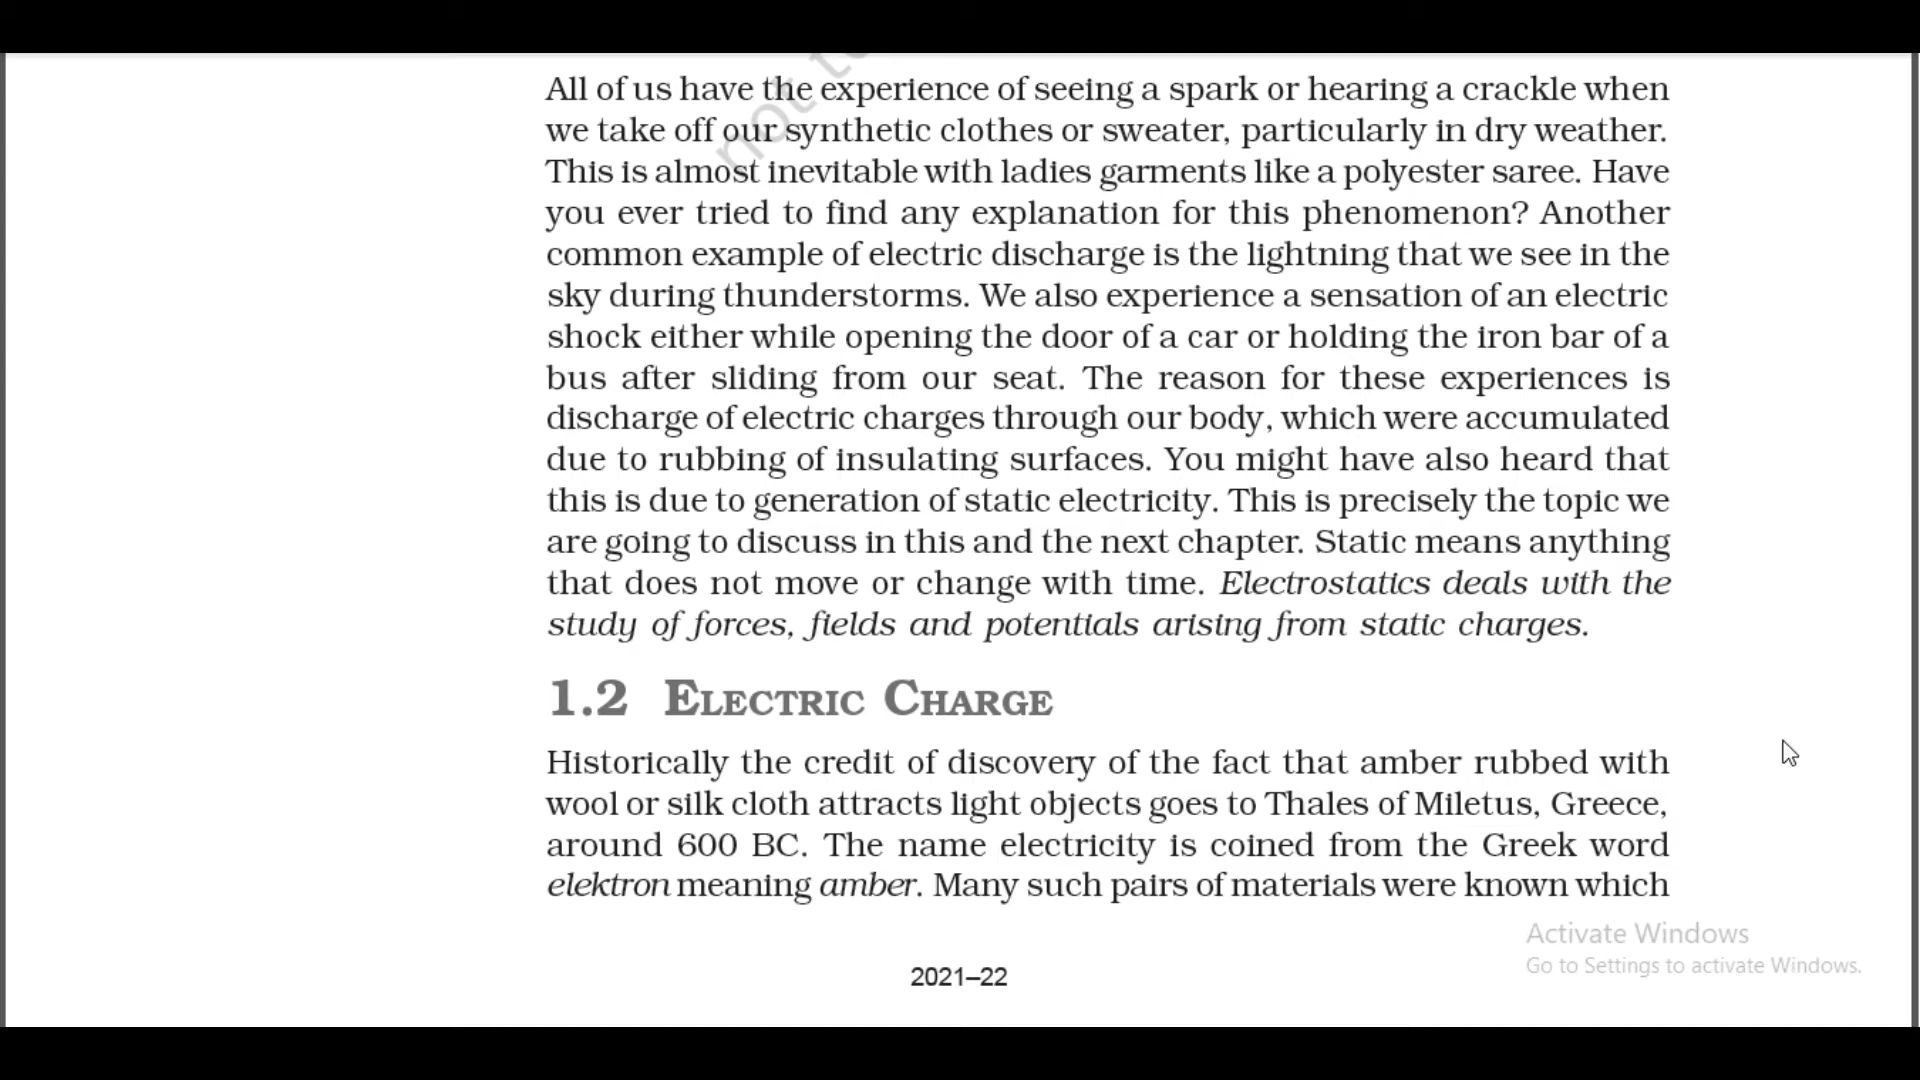 not to
All of us have the experience of seeing a spark or hearing a crackle when
we take off our synthetic clothes or sweater, particularly in dry weather.
This is almost inevitable with ladies garments like a polyester saree. Have
you ever tried to find any explanation for this phenomenon? Another
common example of electric discharge is the lightning that we see in the
sky during thunderstorms. We also experience a sensation of an electric
shock either while opening the door of a car or holding the iron bar of a
bus after sliding from our seat. The reason for these experiences is
discharge of electric charges through our body, which were accumulated
due to rubbing of insulating surfaces. You might have also heard that
this is due to generation of static electricity. This is precisely the topic we
are going to discuss in this and the next chapter. Static means anything
that does not move or change with time. Electrostatics deals with the
study of forces, fields and potentials arising from static charges.
1.2 Electric Charge
Historically the credit of discovery of the fact that amber rubbed with
wool or silk cloth attracts light objects goes to Thales of Miletus, Greece,
around 600 BC. The name electricity is coined from the Greek word
elektron meaning amber. Many such pairs of materials were known which
Activate Windows
Go to Settings to activate Windows.
2021–22